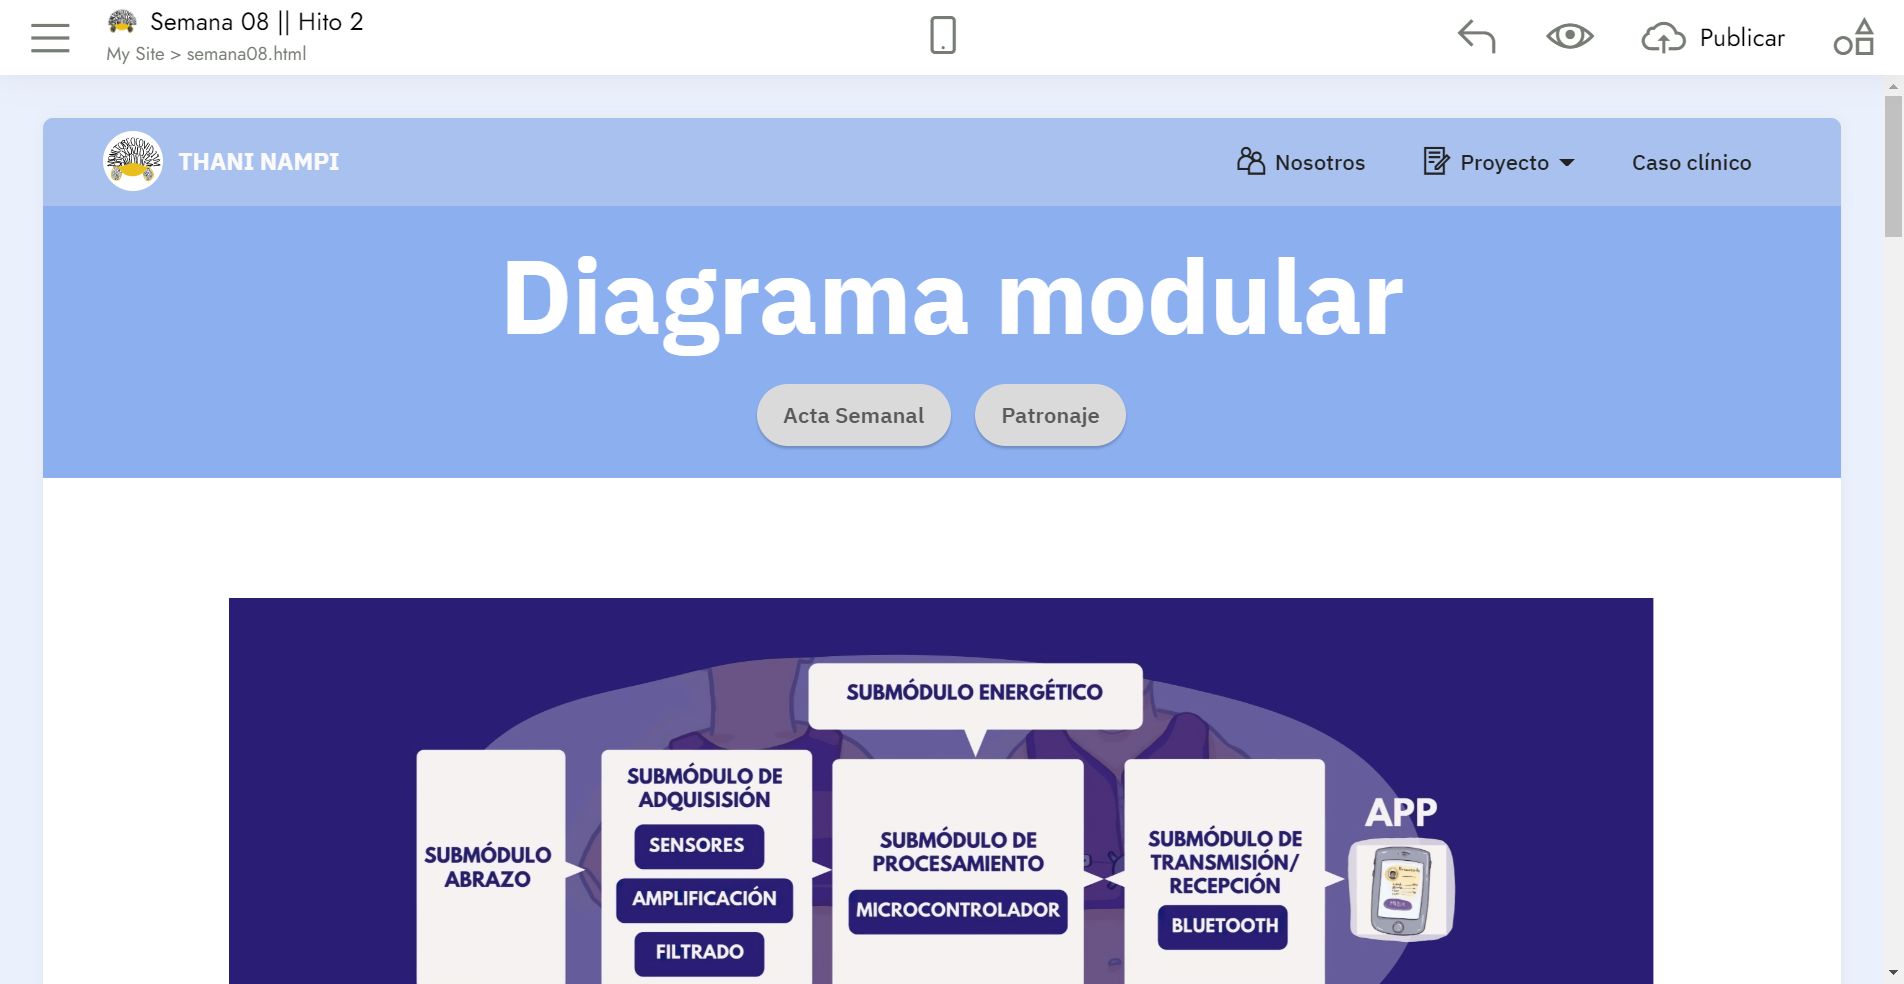 Semana 08 || Hito 2
My Site > semana08.html
Publicar
THANI NAMPI
Nosotros
Proyecto
Caso clínico
Diagrama modular
Acta Semanal
Patronaje
SUBMÓDULO ENERGÉTICO
SUBMÓDULO
ABRAZO
SUBMÓDULO DE
ADQUISISIÓN
SENSORES
AMPLIFICACIÓN
FILTRADO
SUBMÓDULO DE
PROCESAMIENTO
MICROCONTROLADOR
SUBMÓDULO DE
TRANSMISIÓN/
RECEPCIÓN
BLUETOOTH
APP